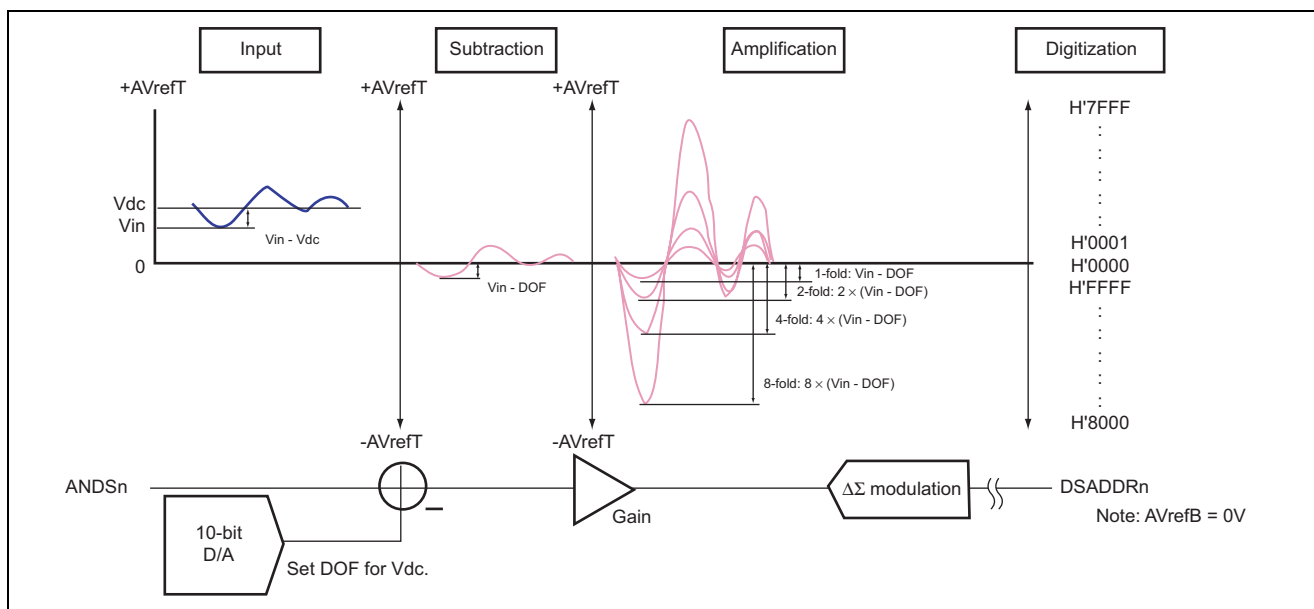 Input
Subtraction
Amplification
Digitization
+AVrefT
+AVrefT
+AVrefT
H'7FFF
Vdc
Vin
Vin - Vdc
0
Vin - DOF
H'0001
H'0000
H'FFFF
1-fold: Vin - DOF
2-fold: 2 × (Vin - DOF)
4-fold: 4 × (Vin - DOF)
8-fold: 8 × (Vin - DOF)
H'8000
-AVrefT
-AVrefT
ANDSn
Gain
ΔΣ modulation
DSADDRn
Note: AVrefB = 0V
10-bit
D/A
Set DOF for Vdc.